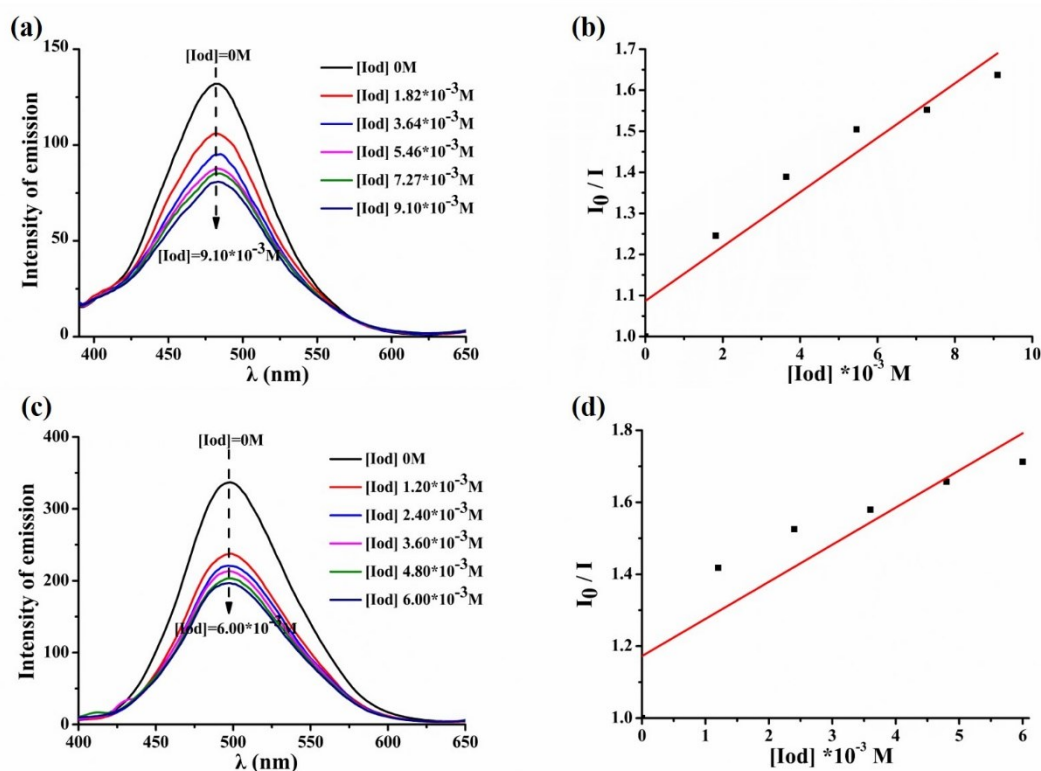 (a)
[Iod]=0M
[Iod] 0M
[Iod] 1.82*10⁻³M
[Iod] 3.64*10⁻³M
[Iod] 5.46*10⁻³M
[Iod] 7.27*10⁻³M
[Iod] 9.10*10⁻³M
[Iod]=9.10*10⁻³M
Intensity of emission
150
100
50
0
400 450 500 550 600 650
λ (nm)
(b)
I₀ / I
1.7
1.6
1.5
1.4
1.3
1.2
1.1
1.0
0 2 4 6 8 10
[Iod] *10⁻³ M
(c)
[Iod]=0M
[Iod] 0M
[Iod] 1.20*10⁻³M
[Iod] 2.40*10⁻³M
[Iod] 3.60*10⁻³M
[Iod] 4.80*10⁻³M
[Iod] 6.00*10⁻³M
[Iod]=6.00*10⁻³M
Intensity of emission
400
300
200
100
0
400 450 500 550 600 650
λ (nm)
(d)
I₀ / I
1.8
1.6
1.4
1.2
1.0
0 1 2 3 4 5 6
[Iod] *10⁻³ M